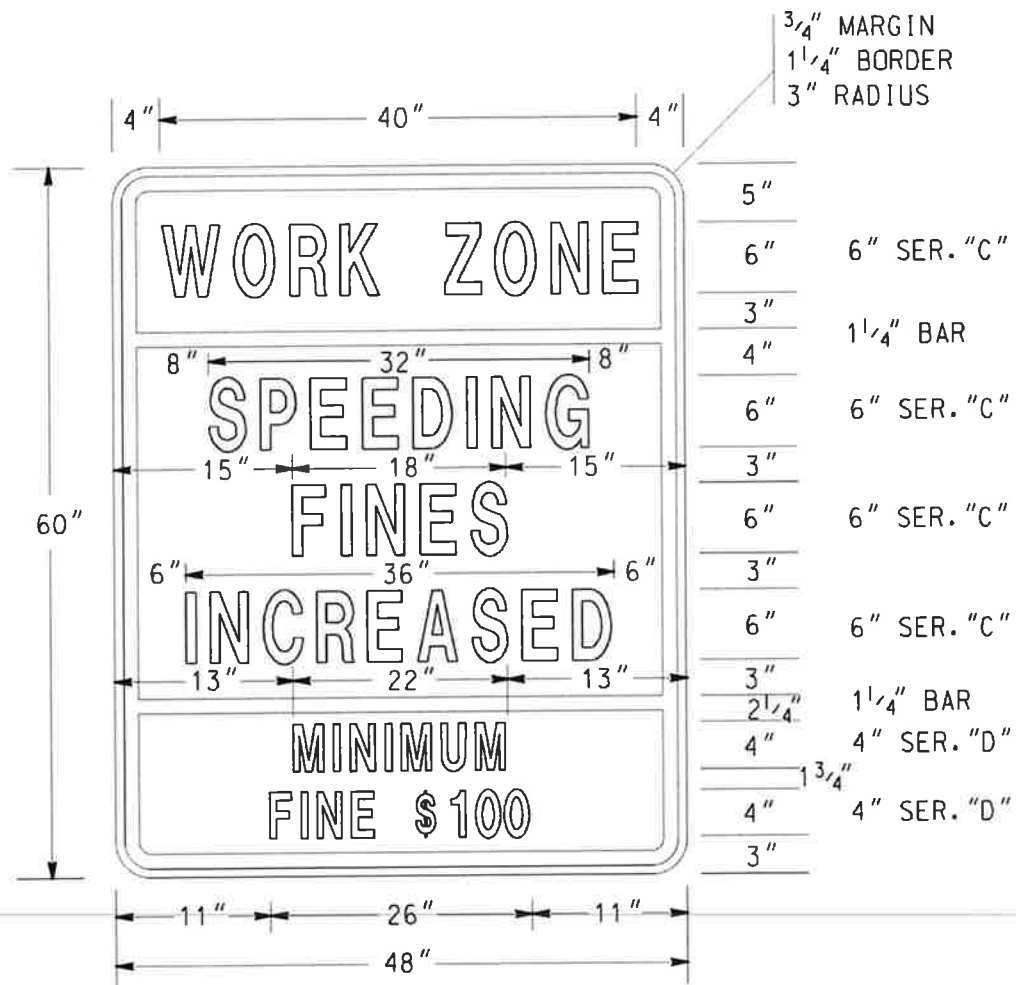 3/4" MARGIN
1 1/4" BORDER
3" RADIUS
4" 40" 4"
5"
WORK ZONE
6" 6" SER. "C"
3"
1 1/4" BAR
4"
8" 32" 8"
SPEEDING
6" 6" SER. "C"
15" 18" 15"
3"
60"
FINES
6" 6" SER. "C"
6" 36" 6"
3"
INCREASED
6" 6" SER. "C"
13" 22" 13"
3"
2 1/4" 1 1/4" BAR
MINIMUM
4" 4" SER. "D"
1 3/4"
FINE $100
4" 4" SER. "D"
3"
11" 26" 11"
48"